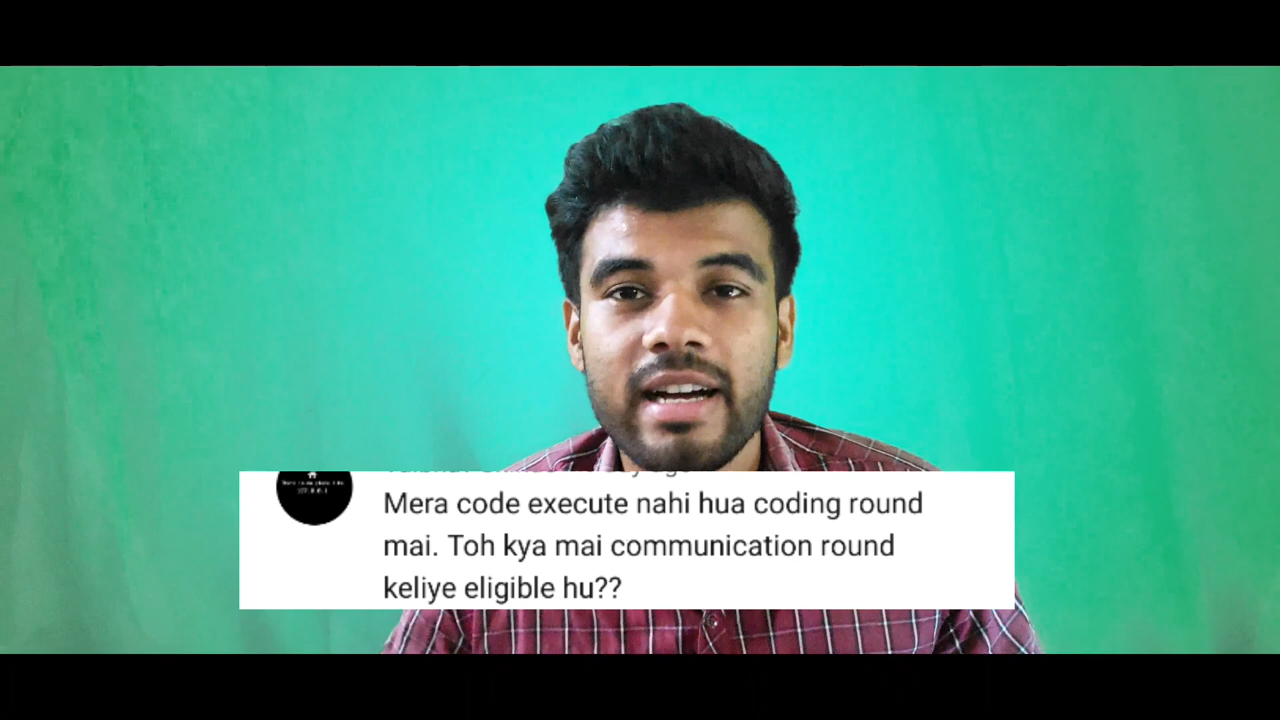 Mera code execute nahi hua coding round
mai. Toh kya mai communication round
keliye eligible hu??